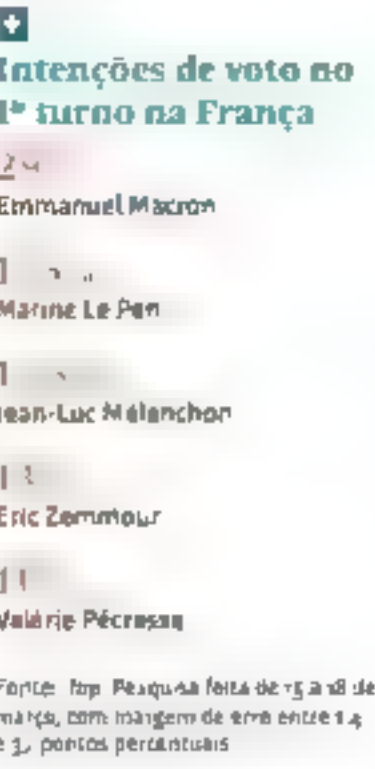 Intenções de voto no
1º turno na França
Emmanuel Macron
Marine Le Pen
Jean-Luc Mélenchon
Éric Zemmour
Valérie Pécresse
Fonte: Ifop. Pesquisa feita de 15 a 18 de
março, com margem de erro entre 1,4
e 3, pontos percentuais